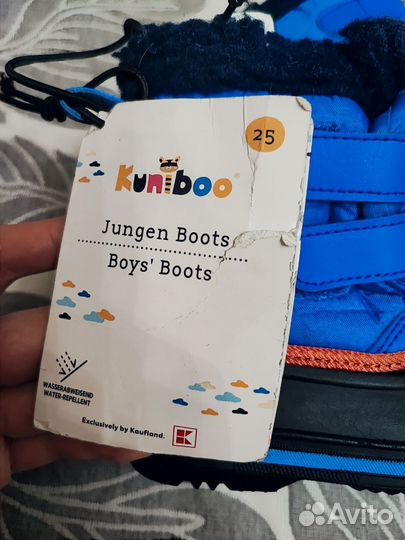 25
Kuniboo®
Jungen Boots
Boys' Boots
WASSERABWEISEND
WATER-REPELLENT
Exclusively by Kaufland.
K
Avito